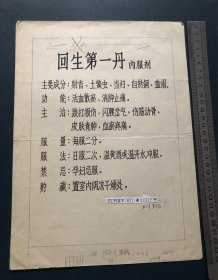 回生第一丹 内服剂
主要成分：射香、土鳖虫、当归、自然铜、血竭。
功能：活血散瘀、消肿止痛。
主治：跌打损伤、闪腰岔气、伤筋动骨、
皮肤青肿、血瘀疼痛。
服量：每服二分。
服法：日服二次、温黄酒或温开水冲服。
禁忌：孕妇忌服。
贮藏：置室内阴凉干燥处。